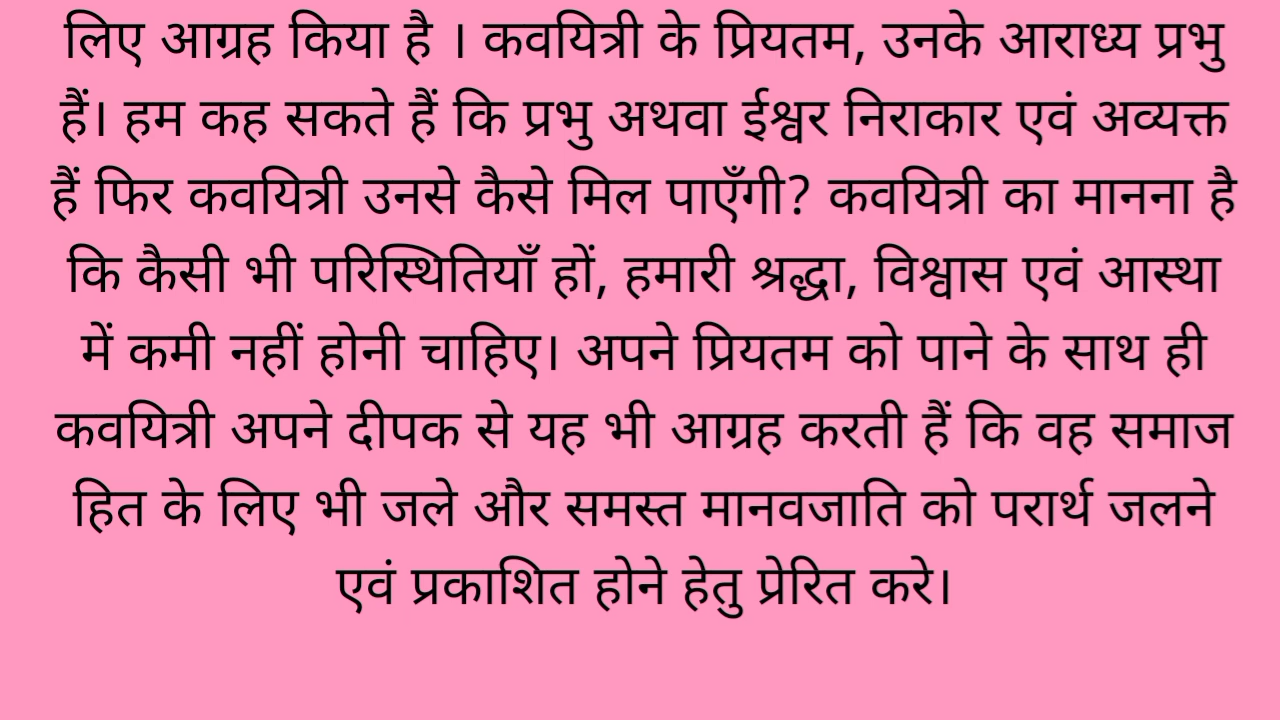 लिए आग्रह किया है । कवयित्री के प्रियतम, उनके आराध्य प्रभु
हैं। हम कह सकते हैं कि प्रभु अथवा ईश्वर निराकार एवं अव्यक्त
हैं फिर कवयित्री उनसे कैसे मिल पाएँगी? कवयित्री का मानना है
कि कैसी भी परिस्थितियाँ हों, हमारी श्रद्धा, विश्वास एवं आस्था
में कमी नहीं होनी चाहिए। अपने प्रियतम को पाने के साथ ही
कवयित्री अपने दीपक से यह भी आग्रह करती हैं कि वह समाज
हित के लिए भी जले और समस्त मानवजाति को परार्थ जलने
एवं प्रकाशित होने हेतु प्रेरित करे।